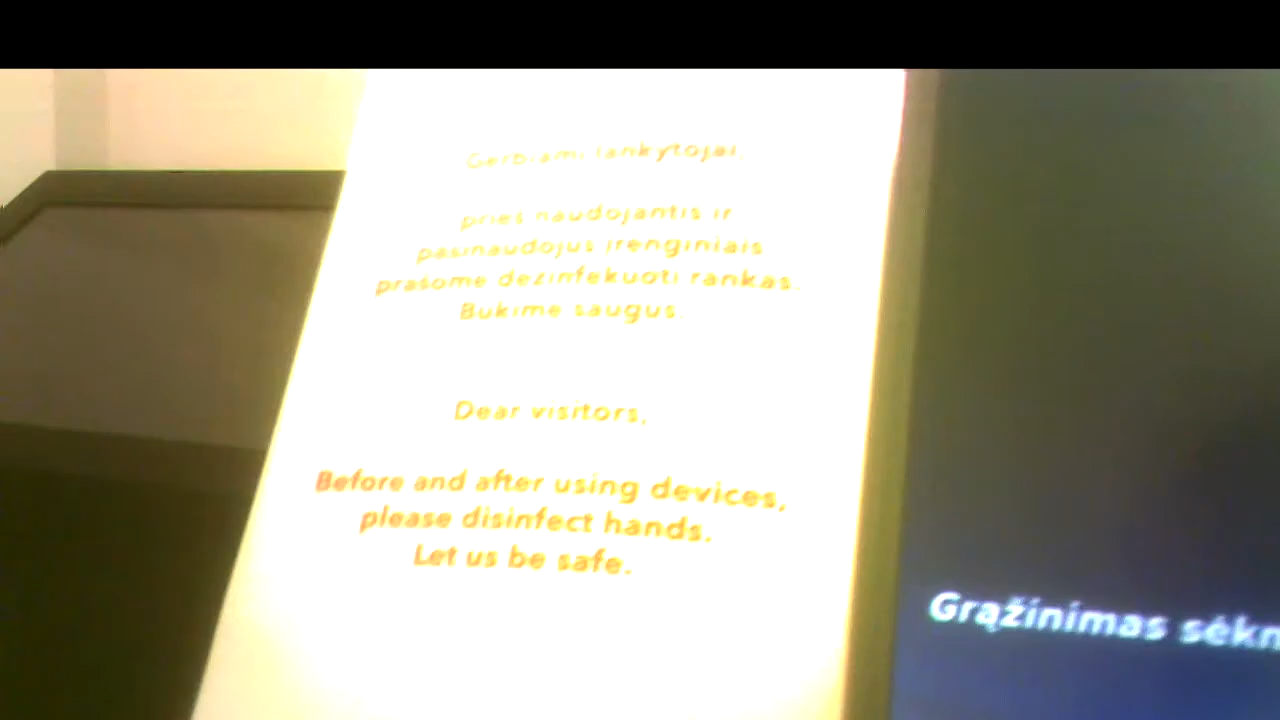 Gerbiami lankytojai,
prieš naudojantis ir
pasinaudojus įrenginiais
prašome dezinfekuoti rankas.
Būkime saugūs.
Dear visitors,
Before and after using devices,
please disinfect hands.
Let us be safe.
Grąžinimas sėkm